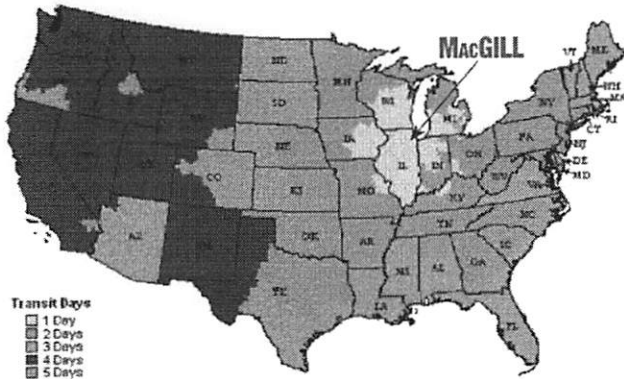 MACGILL
VT
ME
ND
MN
NH
MA
SD
WI
MI
NY
RI
CT
IA
PA
NJ
NE
IL
IN
OH
DE
MD
CO
KS
MO
WV
VA
KY
AZ
OK
AR
TN
NC
SC
MS
AL
GA
TX
LA
FL
Transit Days
1 Day
2 Days
3 Days
4 Days
5 Days